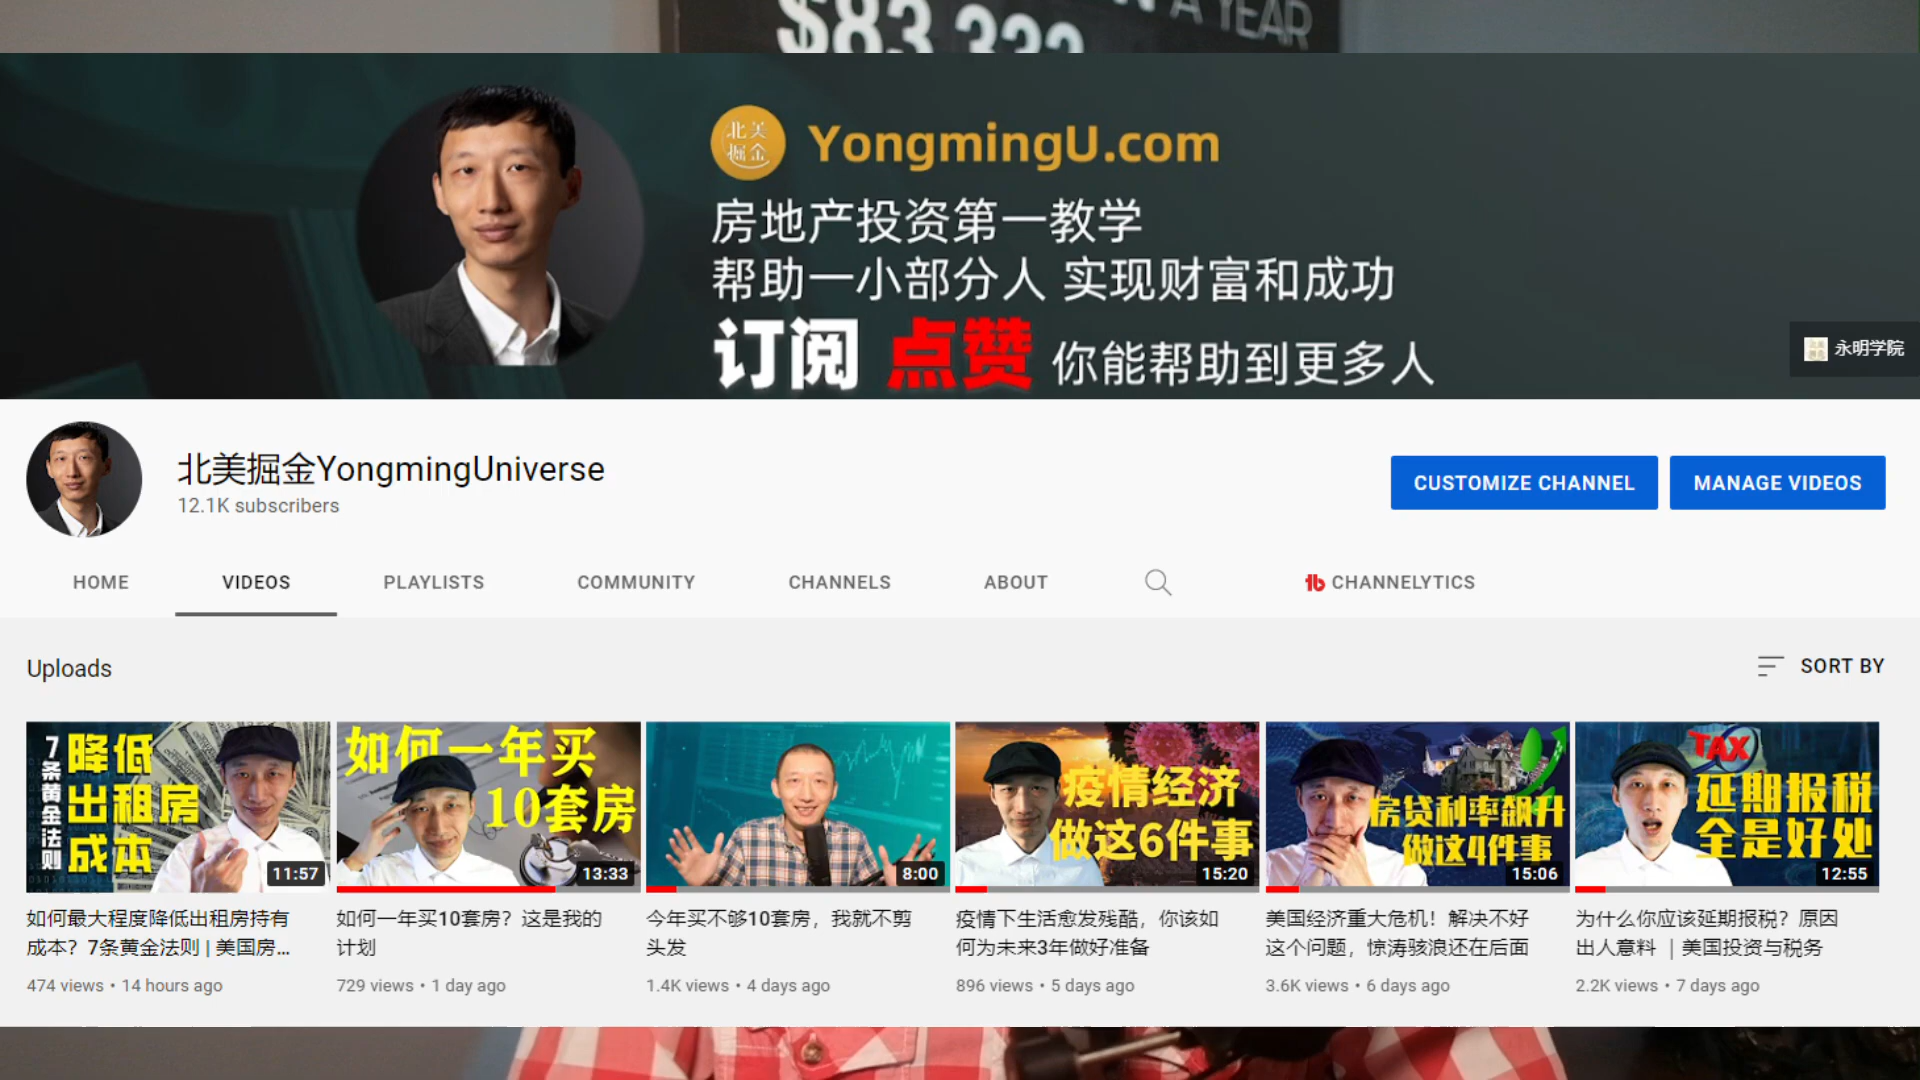 A YEAR
$83,333
北美掘金
YongmingU.com
房地产投资第一教学
帮助一小部分人 实现财富和成功
订阅 点赞 你能帮助到更多人
永明学院
北美掘金YongmingUniverse
12.1K subscribers
CUSTOMIZE CHANNEL
MANAGE VIDEOS
HOME VIDEOS PLAYLISTS COMMUNITY CHANNELS ABOUT CHANNELYTICS
Uploads
SORT BY
7条黄金法则
降低
出租房
成本
11:57
如何一年买
10套房
13:33
8:00
疫情经济
做这6件事
15:20
房贷利率飙升
做这4件事
15:06
TAX
延期报税
全是好处
12:55
如何最大程度降低出租房持有
成本？7条黄金法则 | 美国房...
474 views • 14 hours ago
如何一年买10套房？这是我的
计划
729 views • 1 day ago
今年买不够10套房，我就不剪
头发
1.4K views • 4 days ago
疫情下生活愈发残酷，你该如
何为未来3年做好准备
896 views • 5 days ago
美国经济重大危机！解决不好
这个问题，惊涛骇浪还在后面
3.6K views • 6 days ago
为什么你应该延期报税？原因
出人意料 ｜美国投资与税务
2.2K views • 7 days ago